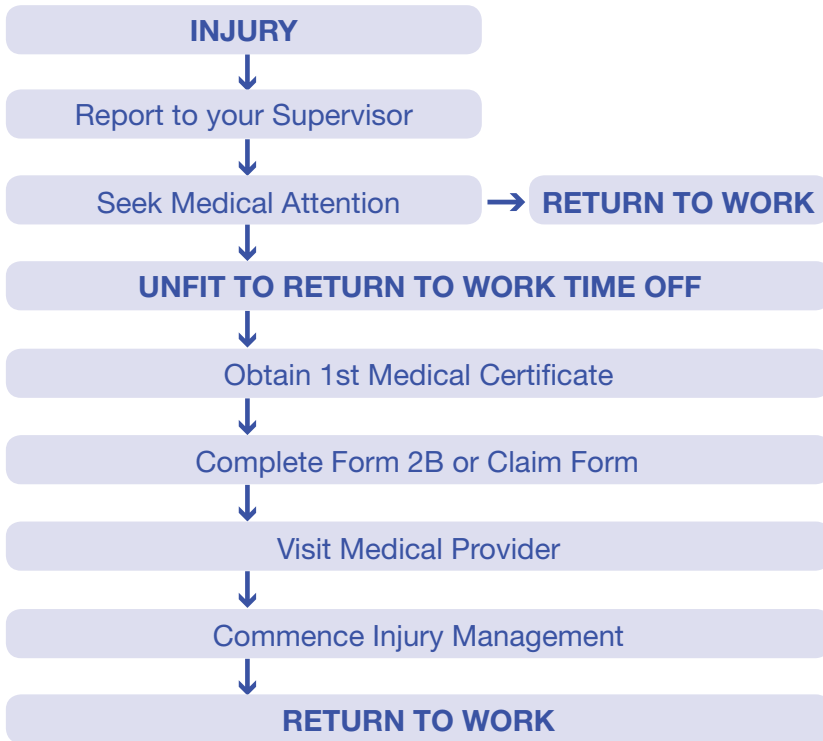 INJURY
Report to your Supervisor
Seek Medical Attention
RETURN TO WORK
UNFIT TO RETURN TO WORK TIME OFF
Obtain 1st Medical Certificate
Complete Form 2B or Claim Form
Visit Medical Provider
Commence Injury Management
RETURN TO WORK